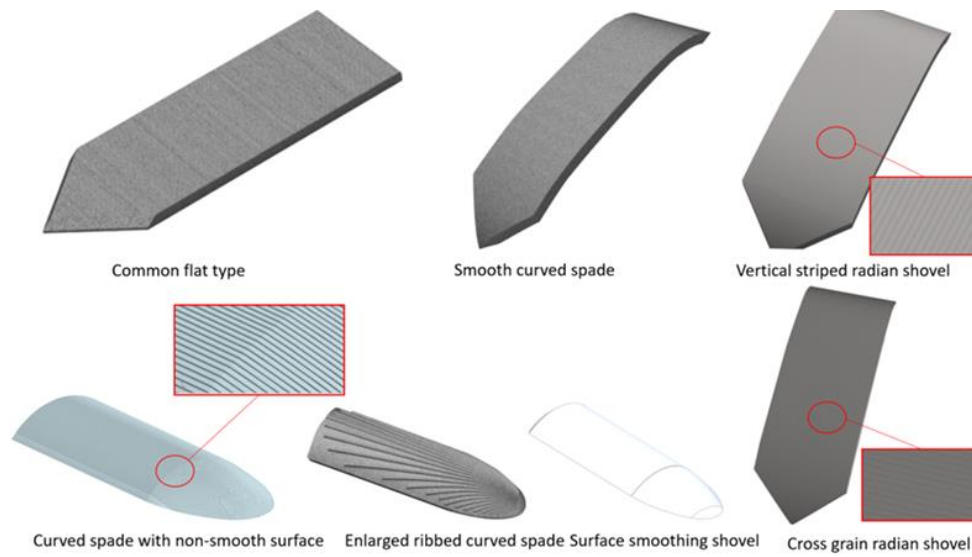 Common flat type
Smooth curved spade
Vertical striped radian shovel
Curved spade with non-smooth surface
Enlarged ribbed curved spade
Surface smoothing shovel
Cross grain radian shovel